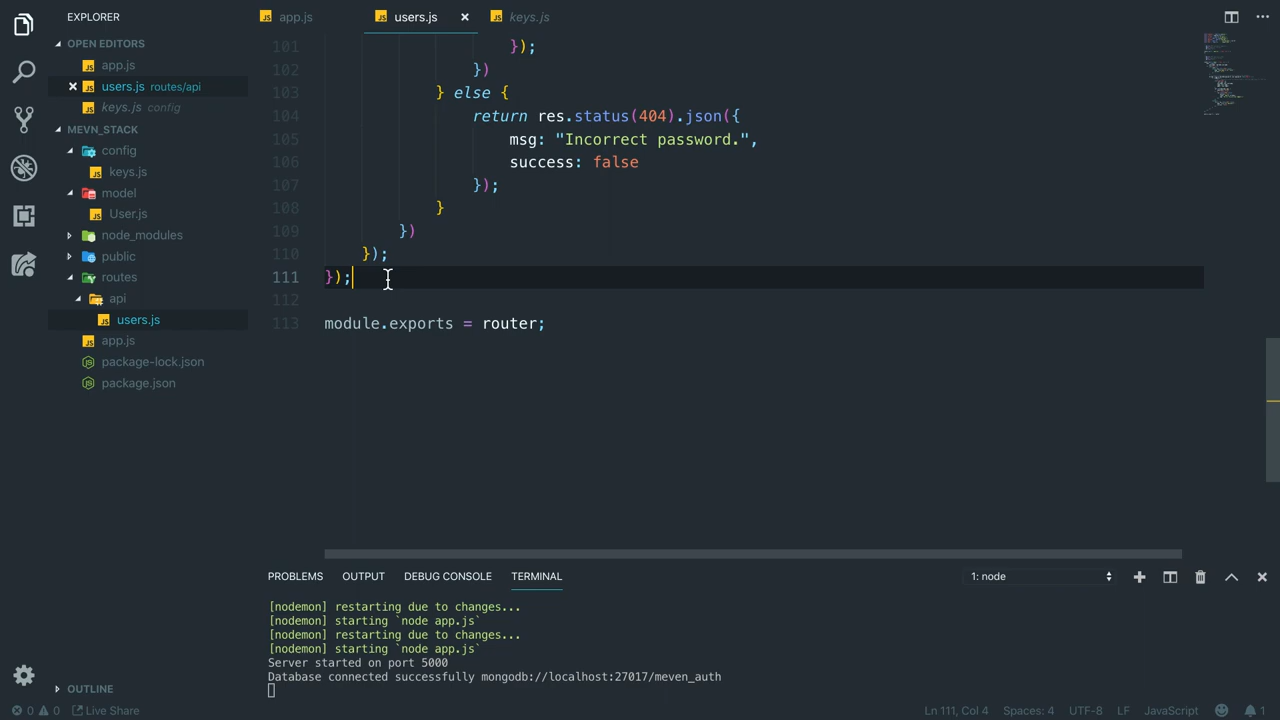 EXPLORER
OPEN EDITORS
app.js
users.js routes/api
keys.js config
MEVN_STACK
config
keys.js
model
User.js
node_modules
public
routes
api
users.js
app.js
package-lock.json
package.json
OUTLINE
app.js
users.js
keys.js
101 });
102 })
103 } else {
104 return res.status(404).json({
105 msg: "Incorrect password.",
106 success: false
107 });
108 }
109 })
110 });
111 });
112
113 module.exports = router;
PROBLEMS OUTPUT DEBUG CONSOLE TERMINAL 1: node
[nodemon] restarting due to changes...
[nodemon] starting `node app.js`
[nodemon] restarting due to changes...
[nodemon] starting `node app.js`
Server started on port 5000
Database connected successfully mongodb://localhost:27017/meven_auth
0 0 Live Share Ln 111, Col 4 Spaces: 4 UTF-8 LF JavaScript 1